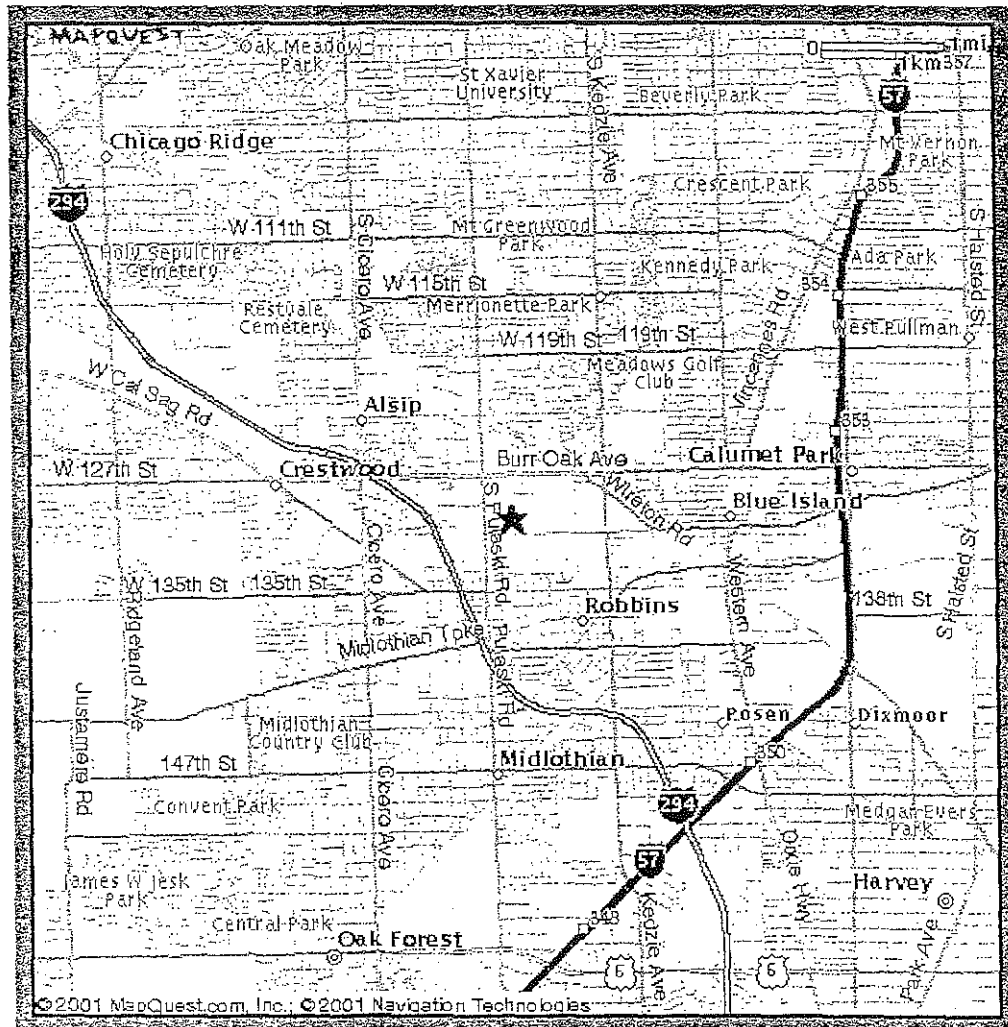 MAPQUEST
Oak Meadow
Park
0 1mi
1km 357
St Xavier
University
S Kedzie Ave
Beverly Park
57
Chicago Ridge
Mt Vernon
Park
Crescent Park
355
294
W 111th St
S Cicero Ave
Mt Greenwood
Park
S Halsted St
Holy Sepulchre
Cemetery
Kennedy Park
Ada Park
W 115th St
354
Restvale
Cemetery
Merrionette Park
Vincennes Rd
West Pullman
W 119th St 119th St
Meadows Golf
Club
W Cal Sag Rd
Alsip
353
Burr Oak Ave
Calumet Park
W 127th St
Crestwood
S Pulaski Rd
Blue Island
Cicero Ave
Western Ave
S Halsted St
W 135th St 135th St
138th St
Robbins
Ridgeland Ave
Midlothian Tpke
Pulaski Rd
Posen
Dixmoor
Midlothian
Country Club
350
147th St
Midlothian
Cicero Ave
Convent Park
294
Medgar Evers
Park
57
Dixie Hwy
James W Jesk
Park
Harvey
Central Park
348
Kedzie Ave
Oak Forest
6
6
Park Ave
©2001 MapQuest.com, Inc.; ©2001 Navigation Technologies